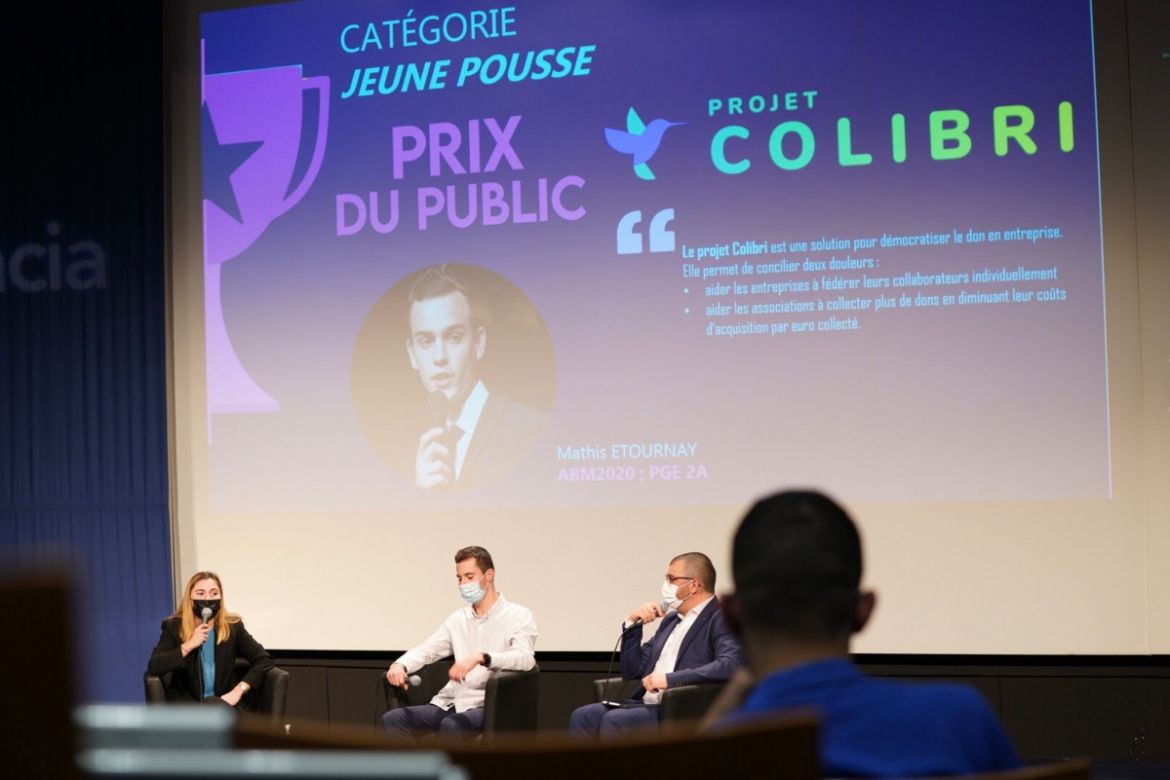 CATÉGORIE
JEUNE POUSSE
PRIX
DU PUBLIC
PROJET
COLIBRI
“
Le projet Colibri est une solution pour démocratiser le don en entreprise.
Elle permet de concilier deux douleurs :
• aider les entreprises à fédérer leurs collaborateurs individuellement
• aider les associations à collecter plus de dons en diminuant leur coûts
d'acquisition par euro collecté.
Mathis ETOURNAY
ABM2020 ; PGE 2A
ncia